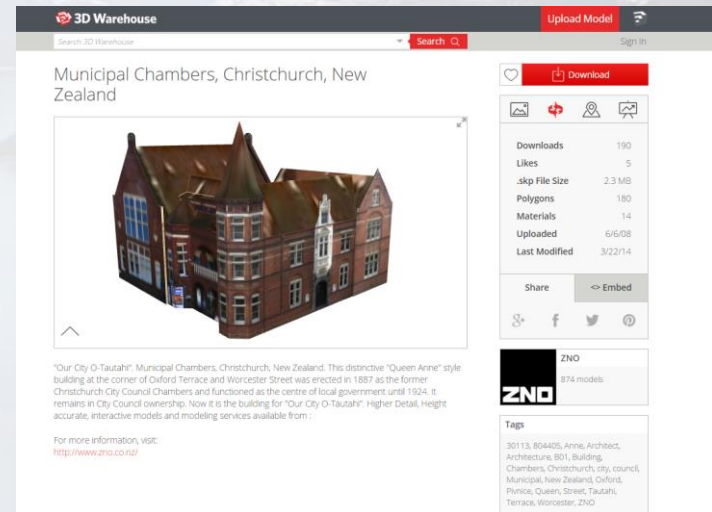 3D Warehouse
Upload Model
Search 3D Warehouse
Search
Sign In
Municipal Chambers, Christchurch, New
Zealand
"Our City O-Tautahi". Municipal Chambers, Christchurch, New Zealand. This distinctive "Queen Anne" style
building at the corner of Oxford Terrace and Worcester Street was erected in 1887 as the former
Christchurch City Council Chambers and functioned as the centre of local government until 1924. It
remains in City Council ownership. Now it is the building for "Our City O-Tautahi". Higher Detail, Height
accurate, interactive models and modeling services available from :
For more information, visit:
http://www.zno.co.nz/
Download
Downloads 190
Likes 5
.skp File Size 2.3 MB
Polygons 180
Materials 14
Uploaded 6/6/08
Last Modified 3/22/14
Share
<> Embed
ZNO
ZNO
874 models
Tags
30113, 804405, Anne, Architect,
Architecture, B01, Building,
Chambers, Christchurch, city, council,
Municipal, New Zealand, Oxford,
Pivnice, Queen, Street, Tautahi,
Terrace, Worcester, ZNO